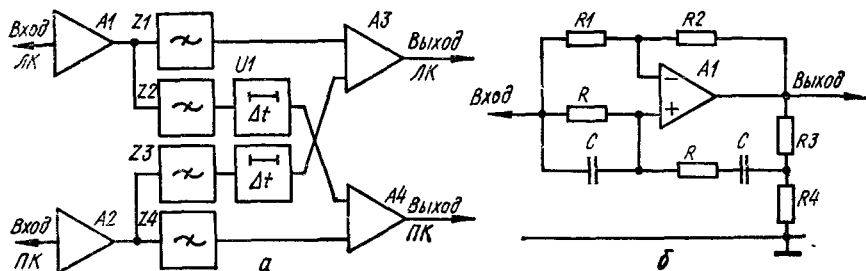 Вход
ЛК
A1
Z1
A3
Выход
ЛК
Z2
U1
Δt
Z3
Δt
Вход
ПК
A2
Z4
A4
Выход
ПК
а
R1
R2
A1
−
+
Вход
Выход
R
C
R
C
R3
R4
б